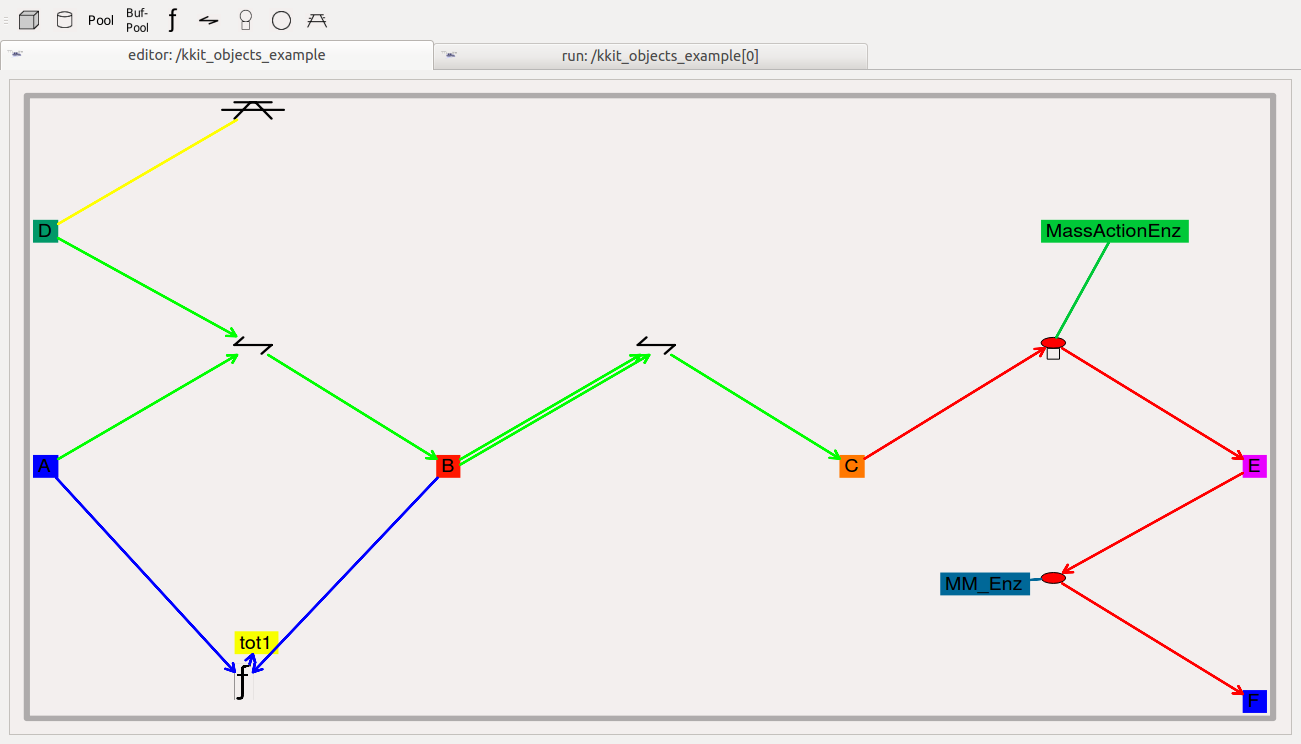 Pool
Buf-
Pool
f
editor: /kkit_objects_example
run: /kkit_objects_example[0]
D
MassActionEnz
A
B
C
E
MM_Enz
tot1
f
F